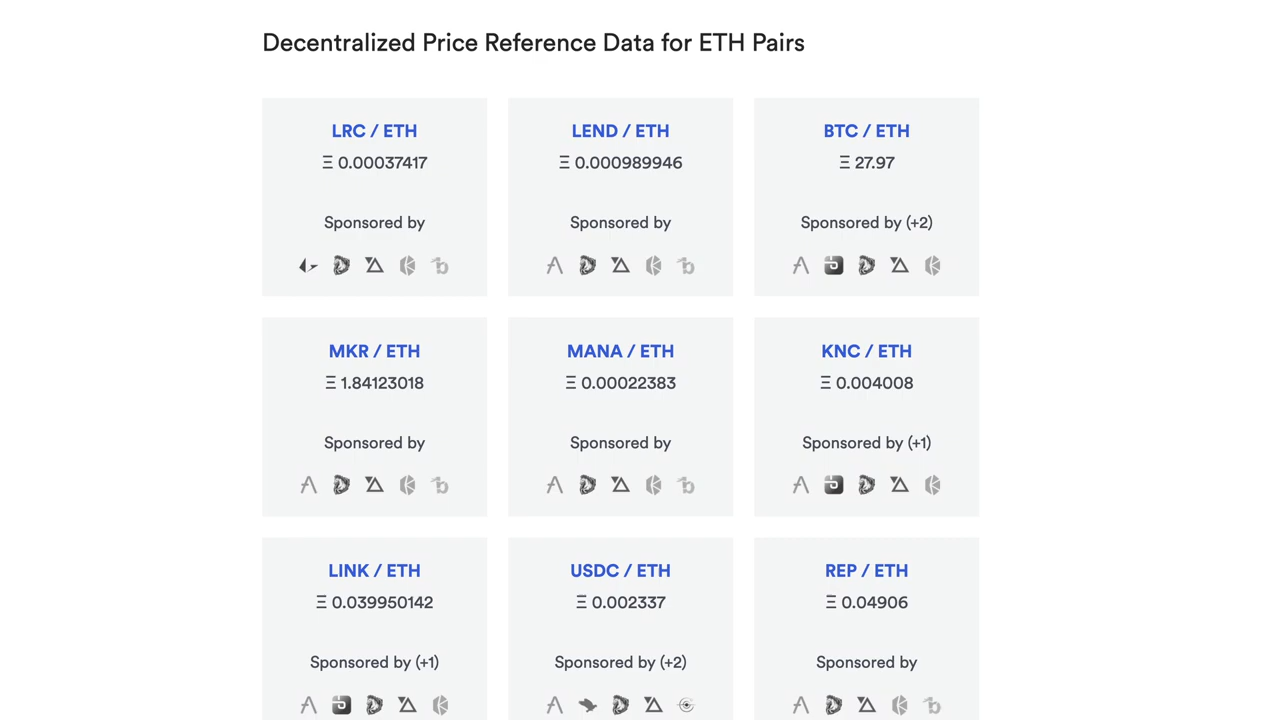 Decentralized Price Reference Data for ETH Pairs
LRC / ETH
Ξ 0.00037417
Sponsored by
LEND / ETH
Ξ 0.000989946
Sponsored by
BTC / ETH
Ξ 27.97
Sponsored by (+2)
MKR / ETH
Ξ 1.84123018
Sponsored by
MANA / ETH
Ξ 0.00022383
Sponsored by
KNC / ETH
Ξ 0.004008
Sponsored by (+1)
LINK / ETH
Ξ 0.039950142
Sponsored by (+1)
USDC / ETH
Ξ 0.002337
Sponsored by (+2)
REP / ETH
Ξ 0.04906
Sponsored by